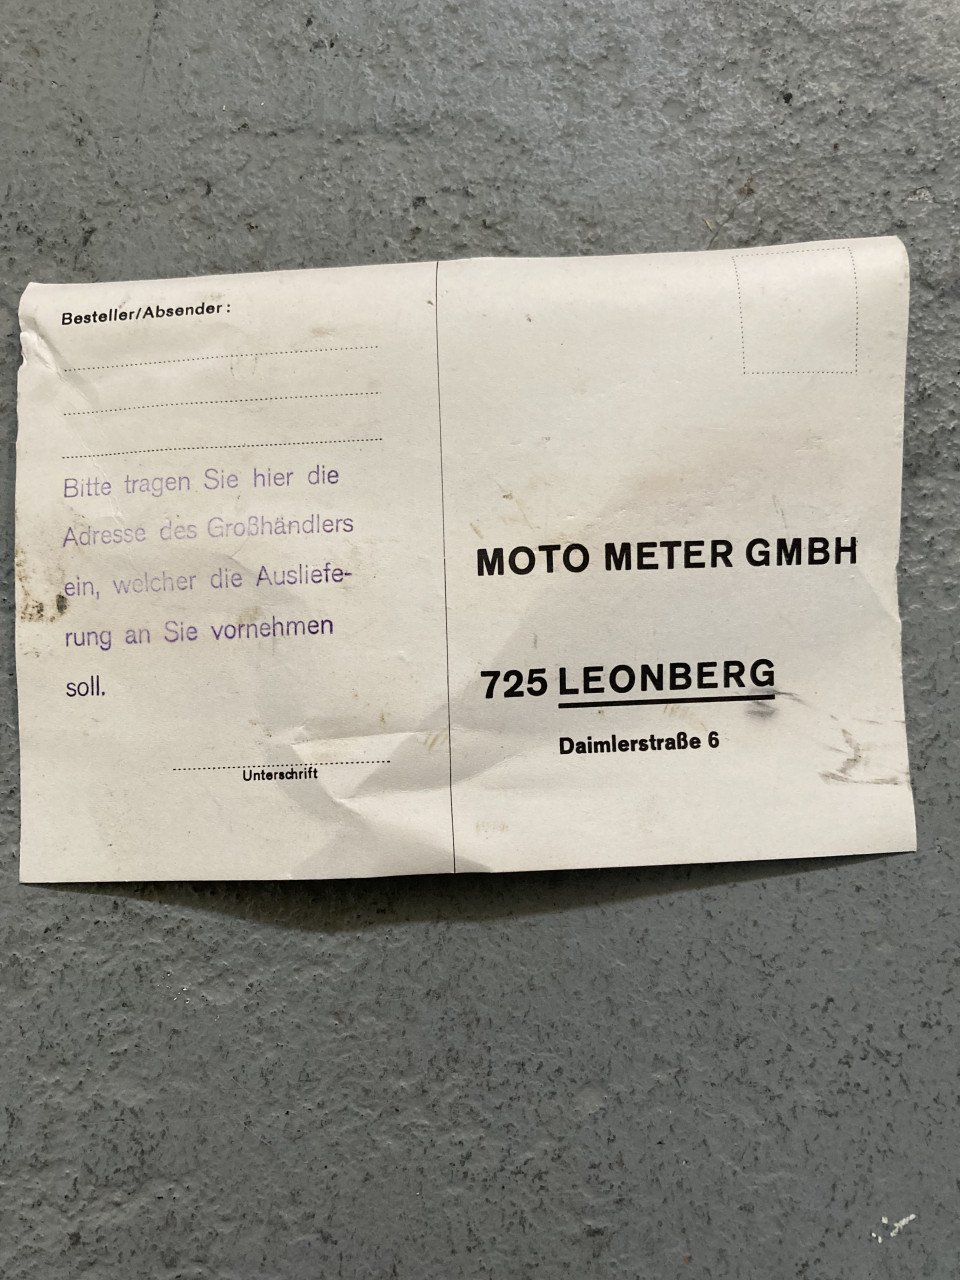 Besteller/Absender:
Bitte tragen Sie hier die
Adresse des Großhändlers
ein, welcher die Ausliefe-
rung an Sie vornehmen
soll.
Unterschrift
MOTO METER GMBH
725 LEONBERG
Daimlerstraße 6